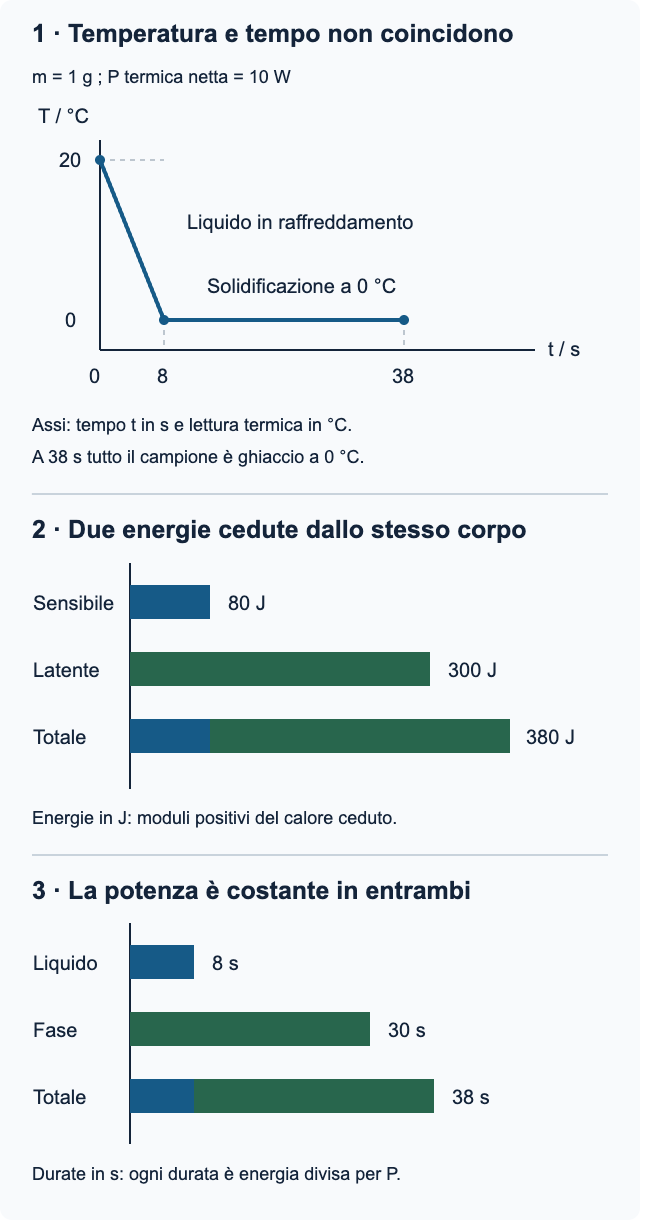 1 · Temperatura e tempo non coincidono
m = 1 g ; P termica netta = 10 W
T / °C
20
Liquido in raffreddamento
Solidificazione a 0 °C
0
t / s
0 8 38
Assi: tempo t in s e lettura termica in °C.
A 38 s tutto il campione è ghiaccio a 0 °C.
2 · Due energie cedute dallo stesso corpo
Sensibile 80 J
Latente 300 J
Totale 380 J
Energie in J: moduli positivi del calore ceduto.
3 · La potenza è costante in entrambi
Liquido 8 s
Fase 30 s
Totale 38 s
Durate in s: ogni durata è energia divisa per P.